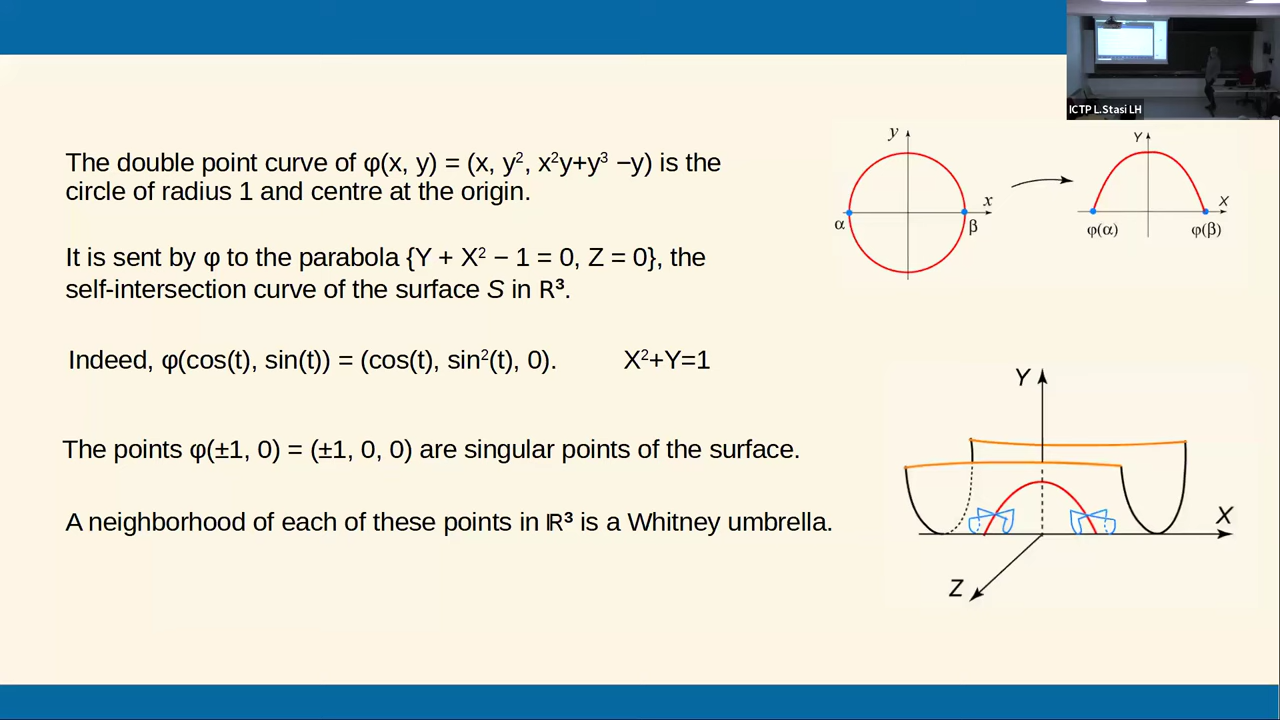 ICTP L.Stasi LH
The double point curve of φ(x, y) = (x, y², x²y+y³ −y) is the
circle of radius 1 and centre at the origin.
It is sent by φ to the parabola {Y + X² − 1 = 0, Z = 0}, the
self-intersection curve of the surface S in ℝ³.
Indeed, φ(cos(t), sin(t)) = (cos(t), sin²(t), 0). X²+Y=1
The points φ(±1, 0) = (±1, 0, 0) are singular points of the surface.
A neighborhood of each of these points in ℝ³ is a Whitney umbrella.
y
x
α
β
Y
X
φ(α)
φ(β)
Y
X
Z